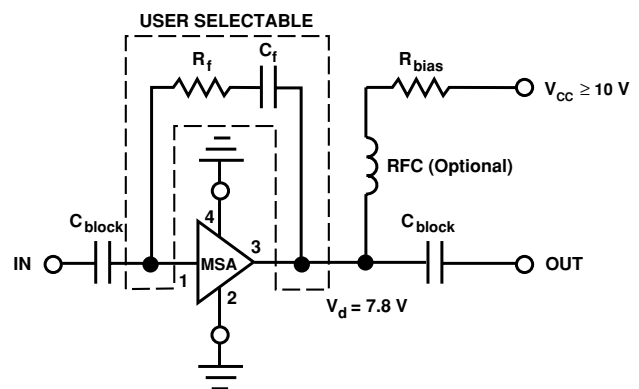 USER SELECTABLE
Rf
Cf
Rbias
VCC ≥ 10 V
RFC (Optional)
Cblock
4
3
Cblock
IN
MSA
OUT
1
2
Vd = 7.8 V